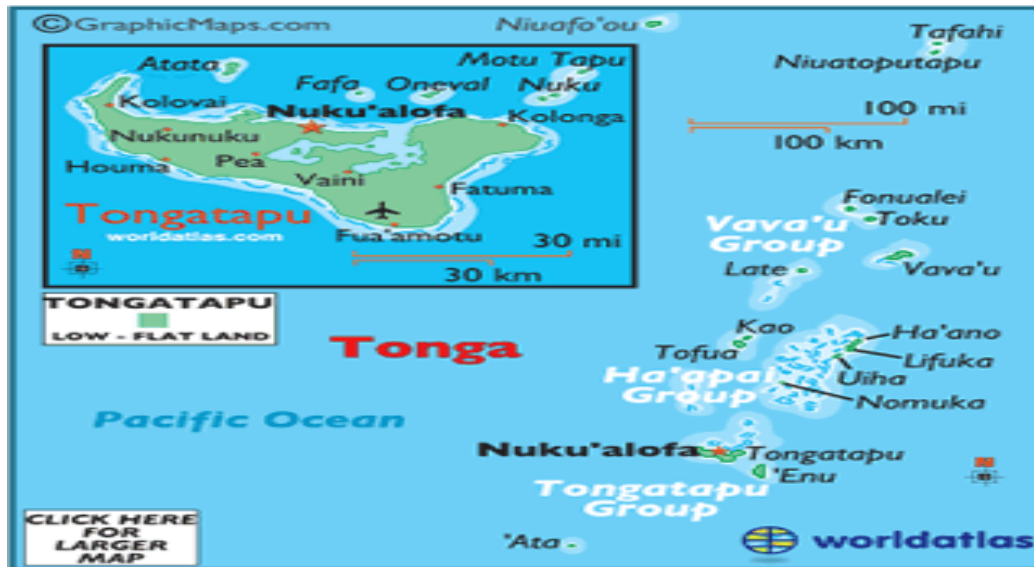 ©GraphicMaps.com
Niuafo'ou
Tafahi
Niuatoputapu
Atata
Fafa
Oneval
Motu Tapu
Nuku
Kolovai
Nuku'alofa
Kolonga
Nukunuku
Houma
Pea
Vaini
Fatuma
Tongatapu
worldatlas.com
Fua'amotu
30 mi
30 km
100 mi
100 km
TONGATAPU
LOW - FLAT LAND
Tonga
Pacific Ocean
Fonualei
Toku
Vava'u
Group
Late
Vava'u
Kao
Tofua
Ha'ano
Lifuka
Uiha
Nomuka
Ha'apai
Group
Nuku'alofa
Tongatapu
'Enu
Tongatapu
Group
'Ata
CLICK HERE
FOR
LARGER
MAP
worldatlas